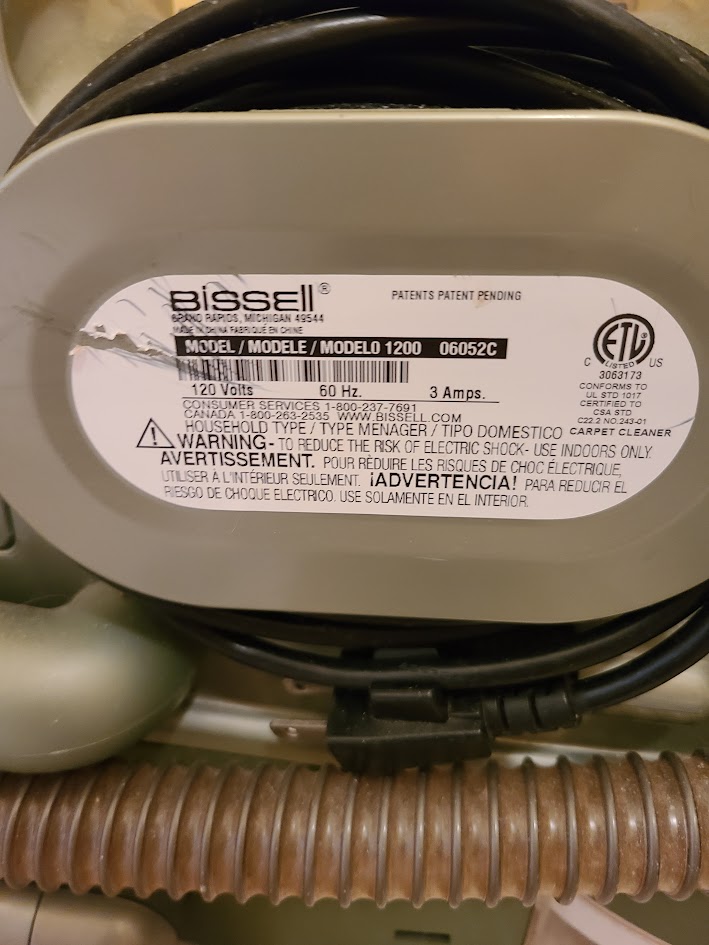 BISSELL®
GRAND RAPIDS, MICHIGAN 49544
MADE IN CHINA FABRIQUÉ EN CHINE
PATENTS PATENT PENDING
MODEL / MODELE / MODELO 1200 06052C
120 Volts 60 Hz. 3 Amps.
CONSUMER SERVICES 1-800-237-7691
CANADA 1-800-263-2535 WWW.BISSELL.COM
HOUSEHOLD TYPE / TYPE MENAGER / TIPO DOMESTICO
WARNING - TO REDUCE THE RISK OF ELECTRIC SHOCK- USE INDOORS ONLY.
AVERTISSEMENT. POUR RÉDUIRE LES RISQUES DE CHOC ÉLECTRIQUE,
UTILISER À L'INTÉRIEUR SEULEMENT. ¡ADVERTENCIA! PARA REDUCIR EL
RIESGO DE CHOQUE ELECTRICO. USE SOLAMENTE EN EL INTERIOR.
ETL®
C LISTED US
3063173
CONFORMS TO
UL STD 1017
CERTIFIED TO
CSA STD
C22.2 NO.243-01
CARPET CLEANER